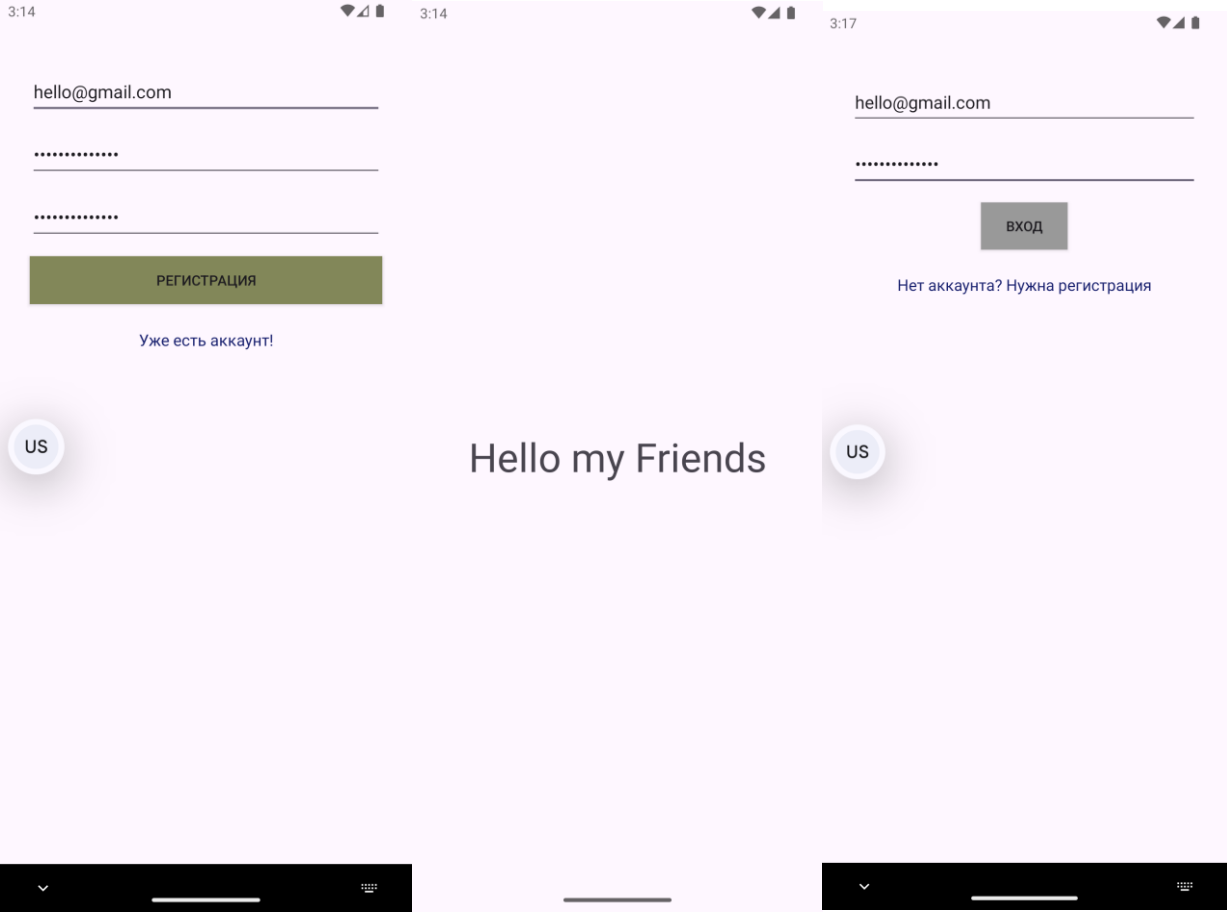 3:14
hello@gmail.com
••••••••••••••
••••••••••••••
РЕГИСТРАЦИЯ
Уже есть аккаунт!
US
3:14
Hello my Friends
3:17
hello@gmail.com
••••••••••••••
ВХОД
Нет аккаунта? Нужна регистрация
US